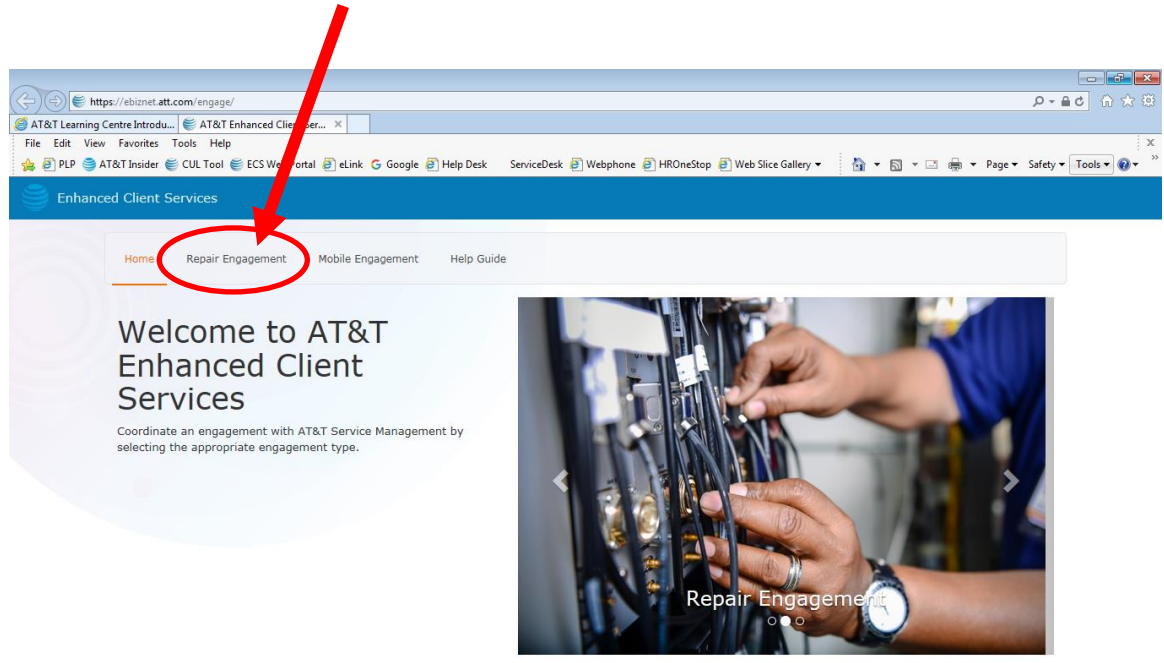 https://ebiznet.att.com/engage/
AT&T Learning Centre Introdu... AT&T Enhanced Client Ser...
File Edit View Favorites Tools Help
PLP AT&T Insider CUL Tool ECS We Portal eLink Google Help Desk ServiceDesk Webphone HROneStop Web Slice Gallery Page Safety Tools
Enhanced Client Services
Home Repair Engagement Mobile Engagement Help Guide
Welcome to AT&T
Enhanced Client
Services
Coordinate an engagement with AT&T Service Management by
selecting the appropriate engagement type.
Repair Engagement